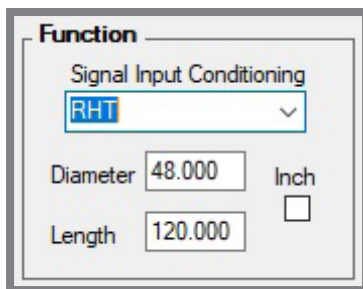 Function
Signal Input Conditioning
RHT
Diameter 48.000 Inch
Length 120.000